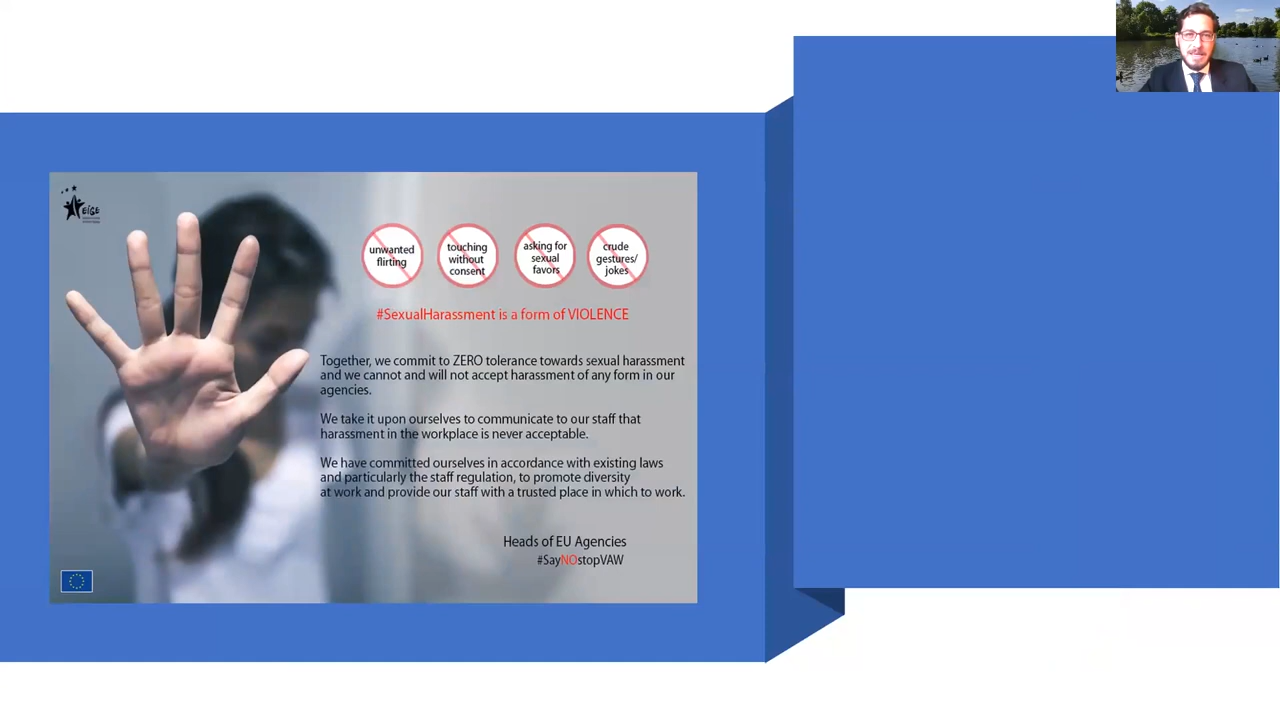 EIGE
unwanted
flirting
touching
without
consent
asking for
sexual
favors
crude
gestures/
jokes
#SexualHarassment is a form of VIOLENCE
Together, we commit to ZERO tolerance towards sexual harassment
and we cannot and will not accept harassment of any form in our
agencies.
We take it upon ourselves to communicate to our staff that
harassment in the workplace is never acceptable.
We have committed ourselves in accordance with existing laws
and particularly the staff regulation, to promote diversity
at work and provide our staff with a trusted place in which to work.
Heads of EU Agencies
#SayNOstopVAW